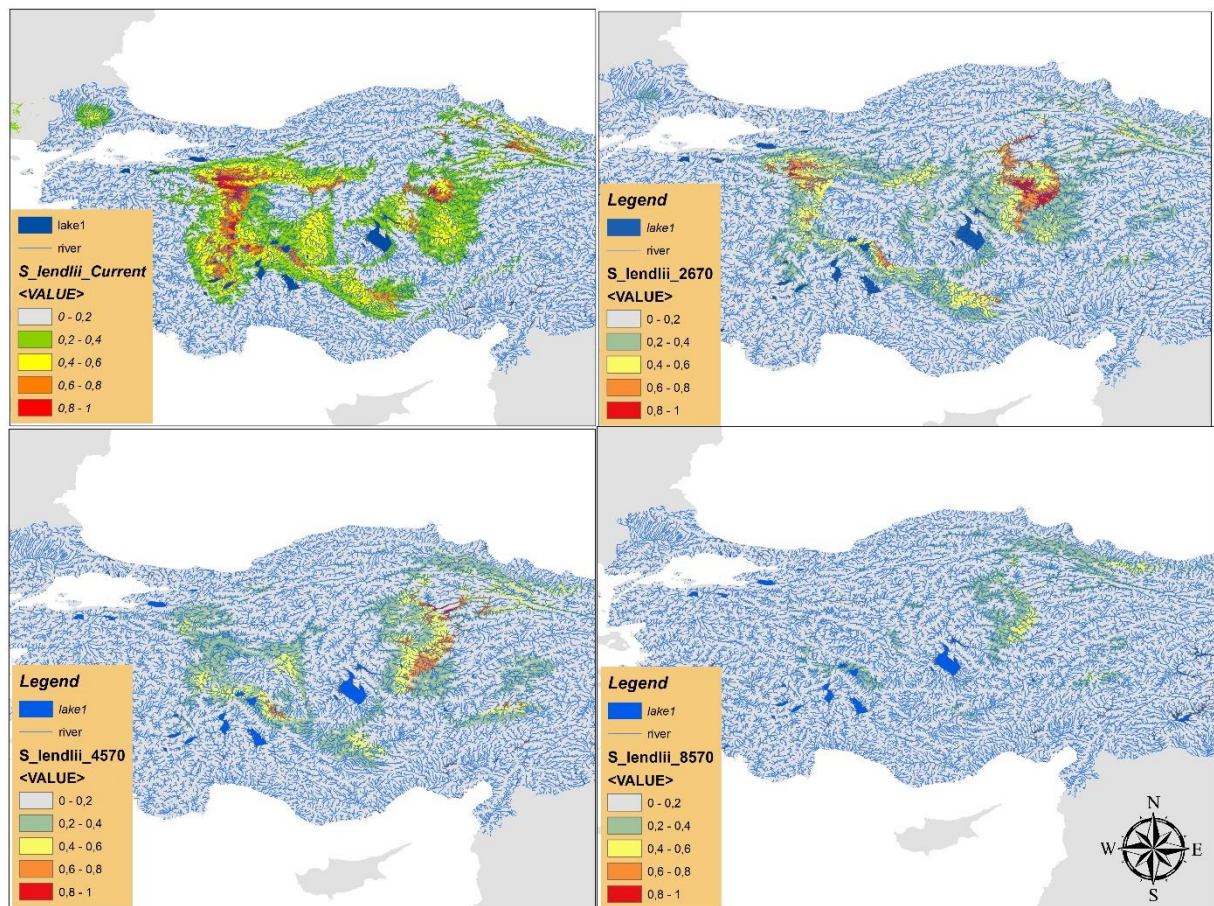 lake1
river
S_lendlii_Current
<VALUE>
0 - 0,2
0,2 - 0,4
0,4 - 0,6
0,6 - 0,8
0,8 - 1
Legend
lake1
river
S_lendlii_2670
<VALUE>
0 - 0,2
0,2 - 0,4
0,4 - 0,6
0,6 - 0,8
0,8 - 1
Legend
lake1
river
S_lendlii_4570
<VALUE>
0 - 0,2
0,2 - 0,4
0,4 - 0,6
0,6 - 0,8
0,8 - 1
Legend
lake1
river
S_lendlii_8570
<VALUE>
0 - 0,2
0,2 - 0,4
0,4 - 0,6
0,6 - 0,8
0,8 - 1
N
W E
S